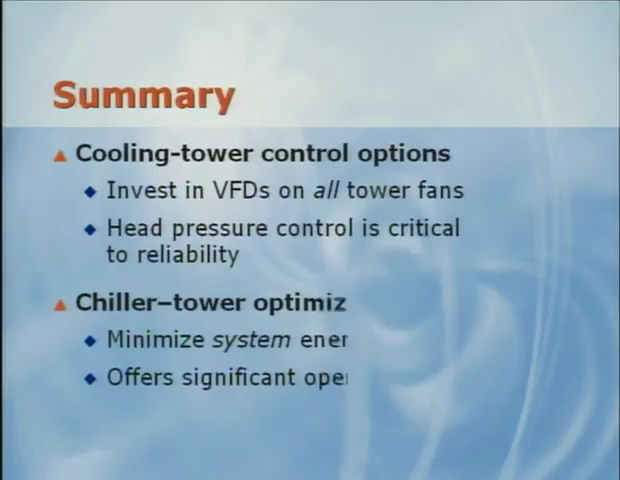 Summary
Cooling-tower control options
Invest in VFDs on all tower fans
Head pressure control is critical
to reliability
Chiller–tower optimiz
Minimize system ener
Offers significant oper